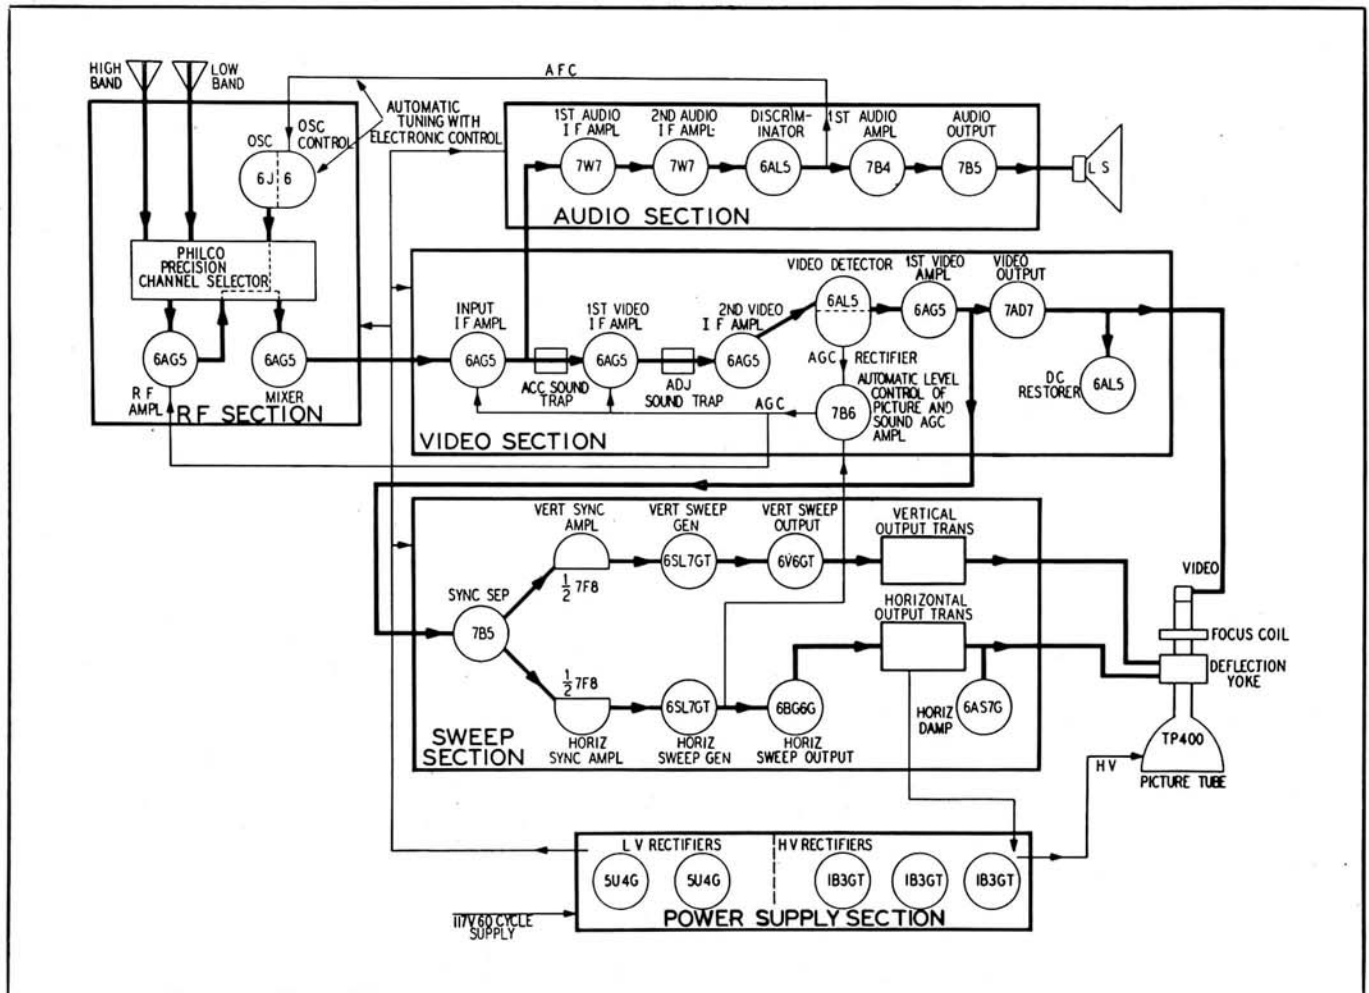 HIGH
BAND
LOW
BAND
AFC
AUTOMATIC
TUNING WITH
ELECTRONIC CONTROL
OSC
OSC
CONTROL
6J6
PHILCO
PRECISION
CHANNEL SELECTOR
6AG5
6AG5
R F
AMPL
MIXER
RF SECTION
1ST AUDIO
I F AMPL
2ND AUDIO
I F AMPL.
DISCRIM-
INATOR
1 ST AUDIO
AMPL
AUDIO
OUTPUT
7W7
7W7
6AL5
7B4
7B5
L S
AUDIO SECTION
INPUT
I F AMPL
1ST VIDEO
I F AMPL
2ND VIDEO
I F AMPL
VIDEO DETECTOR
1ST VIDEO
AMPL
VIDEO
OUTPUT
6AG5
6AG5
6AG5
6AL5
6AG5
7AD7
ACC SOUND
TRAP
ADJ
SOUND TRAP
AGC RECTIFIER
AGC
7B6
AUTOMATIC LEVEL
CONTROL OF
PICTURE AND
SOUND AGC
AMPL
DC
RESTORER
6AL5
VIDEO SECTION
VERT SYNC
AMPL
VERT SWEEP
GEN
VERT SWEEP
OUTPUT
VERTICAL
OUTPUT TRANS
6SL7GT
6V6GT
1/2 7F8
SYNC SEP
7B5
HORIZONTAL
OUTPUT TRANS
1/2 7F8
6SL7GT
6BG6G
6AS7G
HORIZ
DAMP
HORIZ
SYNC AMPL
HORIZ
SWEEP GEN
HORIZ
SWEEP OUTPUT
SWEEP
SECTION
VIDEO
FOCUS COIL
DEFLECTION
YOKE
TP400
PICTURE TUBE
HV
L V RECTIFIERS
H V RECTIFIERS
5U4G
5U4G
1B3GT
1B3GT
1B3GT
POWER SUPPLY SECTION
117V 60 CYCLE
SUPPLY